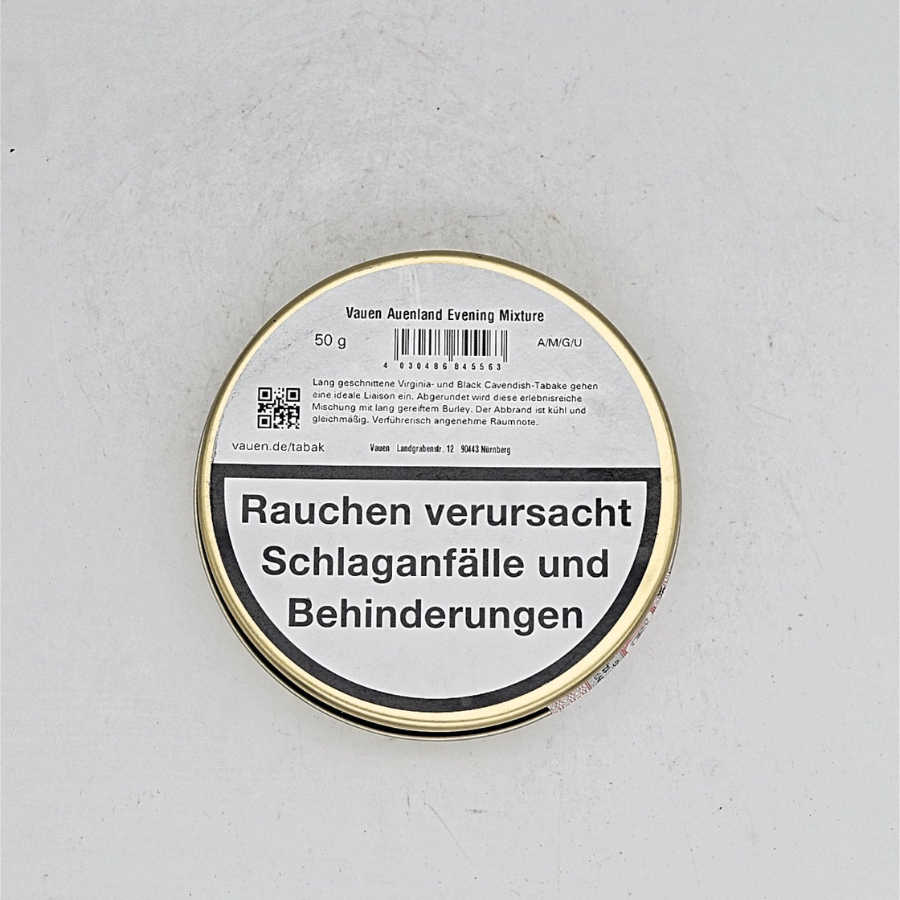 Vauen Auenland Evening Mixture
50 g
A/M/G/U
4 030486 845563
Lang geschnittene Virginia- und Black Cavendish-Tabake gehen
eine ideale Liaison ein. Abgerundet wird diese erlebnisreiche
Mischung mit lang gereiftem Burley. Der Abbrand ist kühl und
gleichmäßig. Verführerisch angenehme Raumnote.
vauen.de/tabak
Vauen Landgrabenstr. 12 90443 Nürnberg
Rauchen verursacht
Schlaganfälle und
Behinderungen